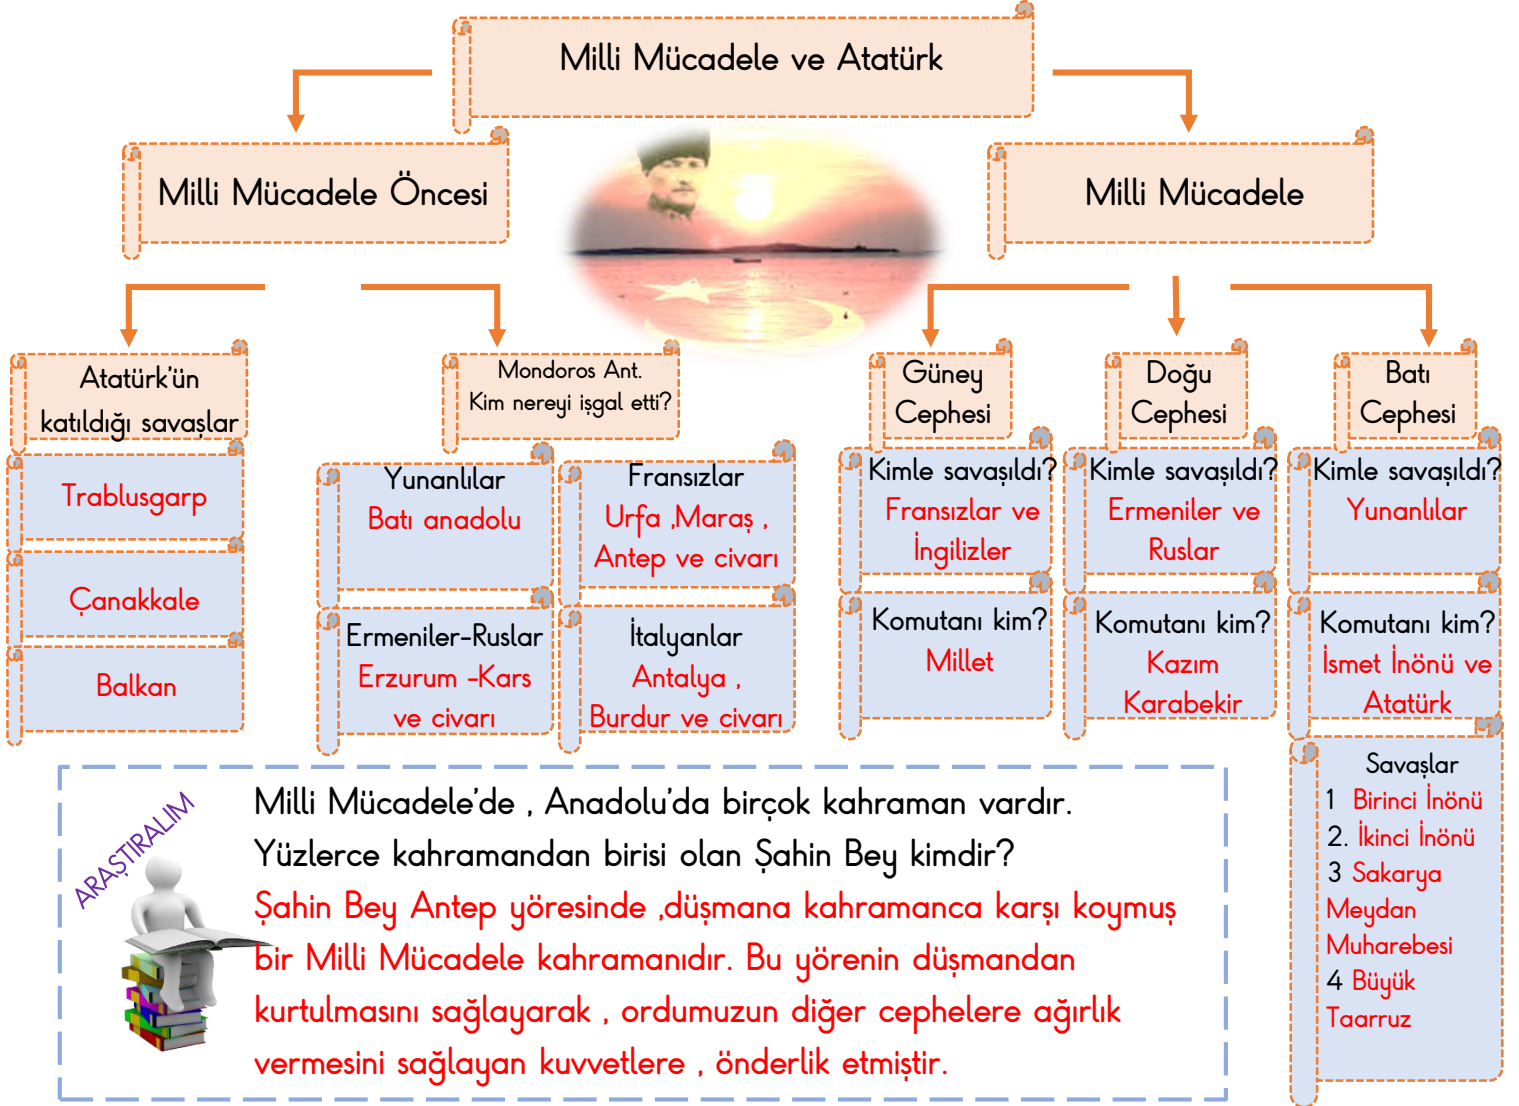 Milli Mücadele ve Atatürk
Milli Mücadele Öncesi
Milli Mücadele
Atatürk'ün
katıldığı savaşlar
Trablusgarp
Çanakkale
Balkan
Mondoros Ant.
Kim nereyi işgal etti?
Yunanlılar
Batı anadolu
Fransızlar
Urfa ,Maraş ,
Antep ve civarı
Ermeniler-Ruslar
Erzurum -Kars
ve civarı
İtalyanlar
Antalya ,
Burdur ve civarı
Güney
Cephesi
Kimle savaşıldı?
Fransızlar ve
İngilizler
Komutanı kim?
Millet
Doğu
Cephesi
Kimle savaşıldı?
Ermeniler ve
Ruslar
Komutanı kim?
Kazım
Karabekir
Batı
Cephesi
Kimle savaşıldı?
Yunanlılar
Komutanı kim?
İsmet İnönü ve
Atatürk
Savaşlar
1 Birinci İnönü
2. İkinci İnönü
3 Sakarya
Meydan
Muharebesi
4 Büyük
Taarruz
ARAŞTIRALIM
Milli Mücadele'de , Anadolu'da birçok kahraman vardır.
Yüzlerce kahramandan birisi olan Şahin Bey kimdir?
Şahin Bey Antep yöresinde ,düşmana kahramanca karşı koymuş
bir Milli Mücadele kahramanıdır. Bu yörenin düşmandan
kurtulmasını sağlayarak , ordumuzun diğer cephelere ağırlık
vermesini sağlayan kuvvetlere , önderlik etmiştir.